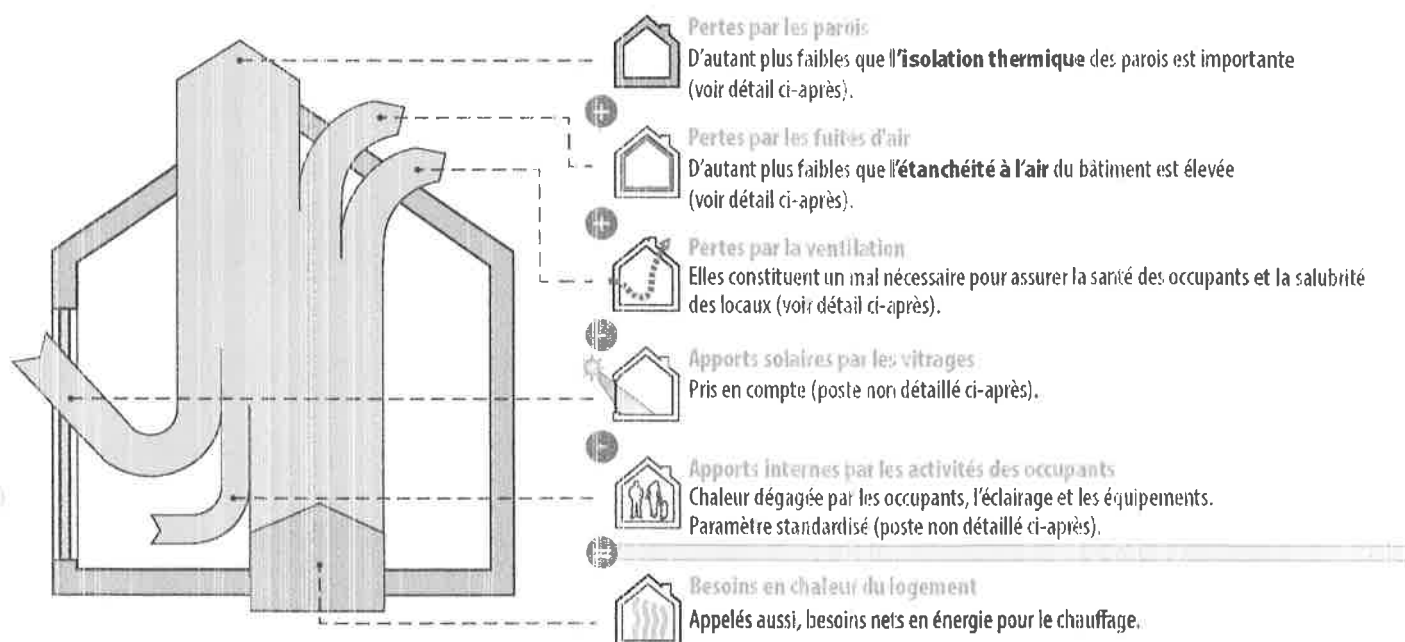 Pertes par les parois
D'autant plus faibles que l'isolation thermique des parois est importante
(voir détail ci-après).
+
Pertes par les fuites d'air
D'autant plus faibles que l'étanchéité à l'air du bâtiment est élevée
(voir détail ci-après).
+
Pertes par la ventilation
Elles constituent un mal nécessaire pour assurer la santé des occupants et la salubrité
des locaux (voir détail ci-après).
-
Apports solaires par les vitrages
Pris en compte (poste non détaillé ci-après).
-
Apports internes par les activités des occupants
Chaleur dégagée par les occupants, l'éclairage et les équipements.
Paramètre standardisé (poste non détaillé ci-après).
=
Besoins en chaleur du logement
Appelés aussi, besoins nets en énergie pour le chauffage.